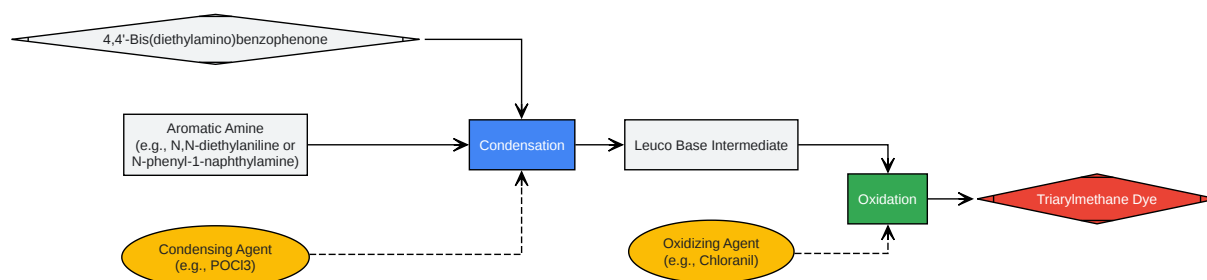 4,4'-Bis(diethylamino)benzophenone
Aromatic Amine
(e.g., N,N-diethylaniline or
N-phenyl-1-naphthylamine)
Condensation
Leuco Base Intermediate
Oxidation
Triarylmethane Dye
Condensing Agent
(e.g., POCl3)
Oxidizing Agent
(e.g., Chloranil)